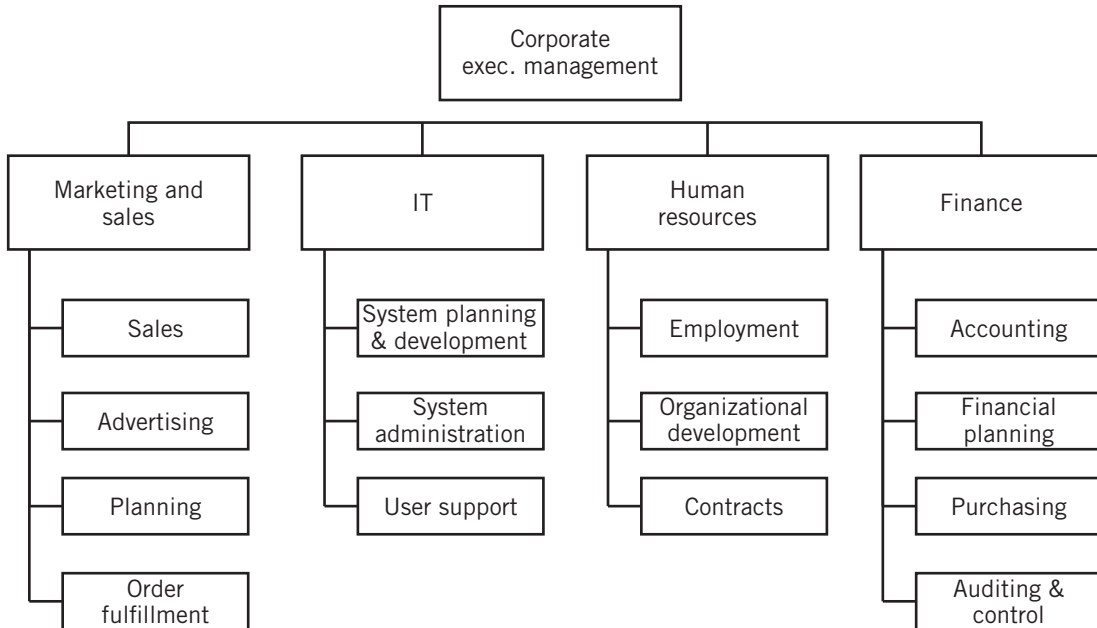 Corporate
exec. management
Marketing and
sales
IT
Human
resources
Finance
Sales
System planning
& development
Employment
Accounting
Advertising
System
administration
Organizational
development
Financial
planning
Planning
User support
Contracts
Purchasing
Order
fulfillment
Auditing &
control